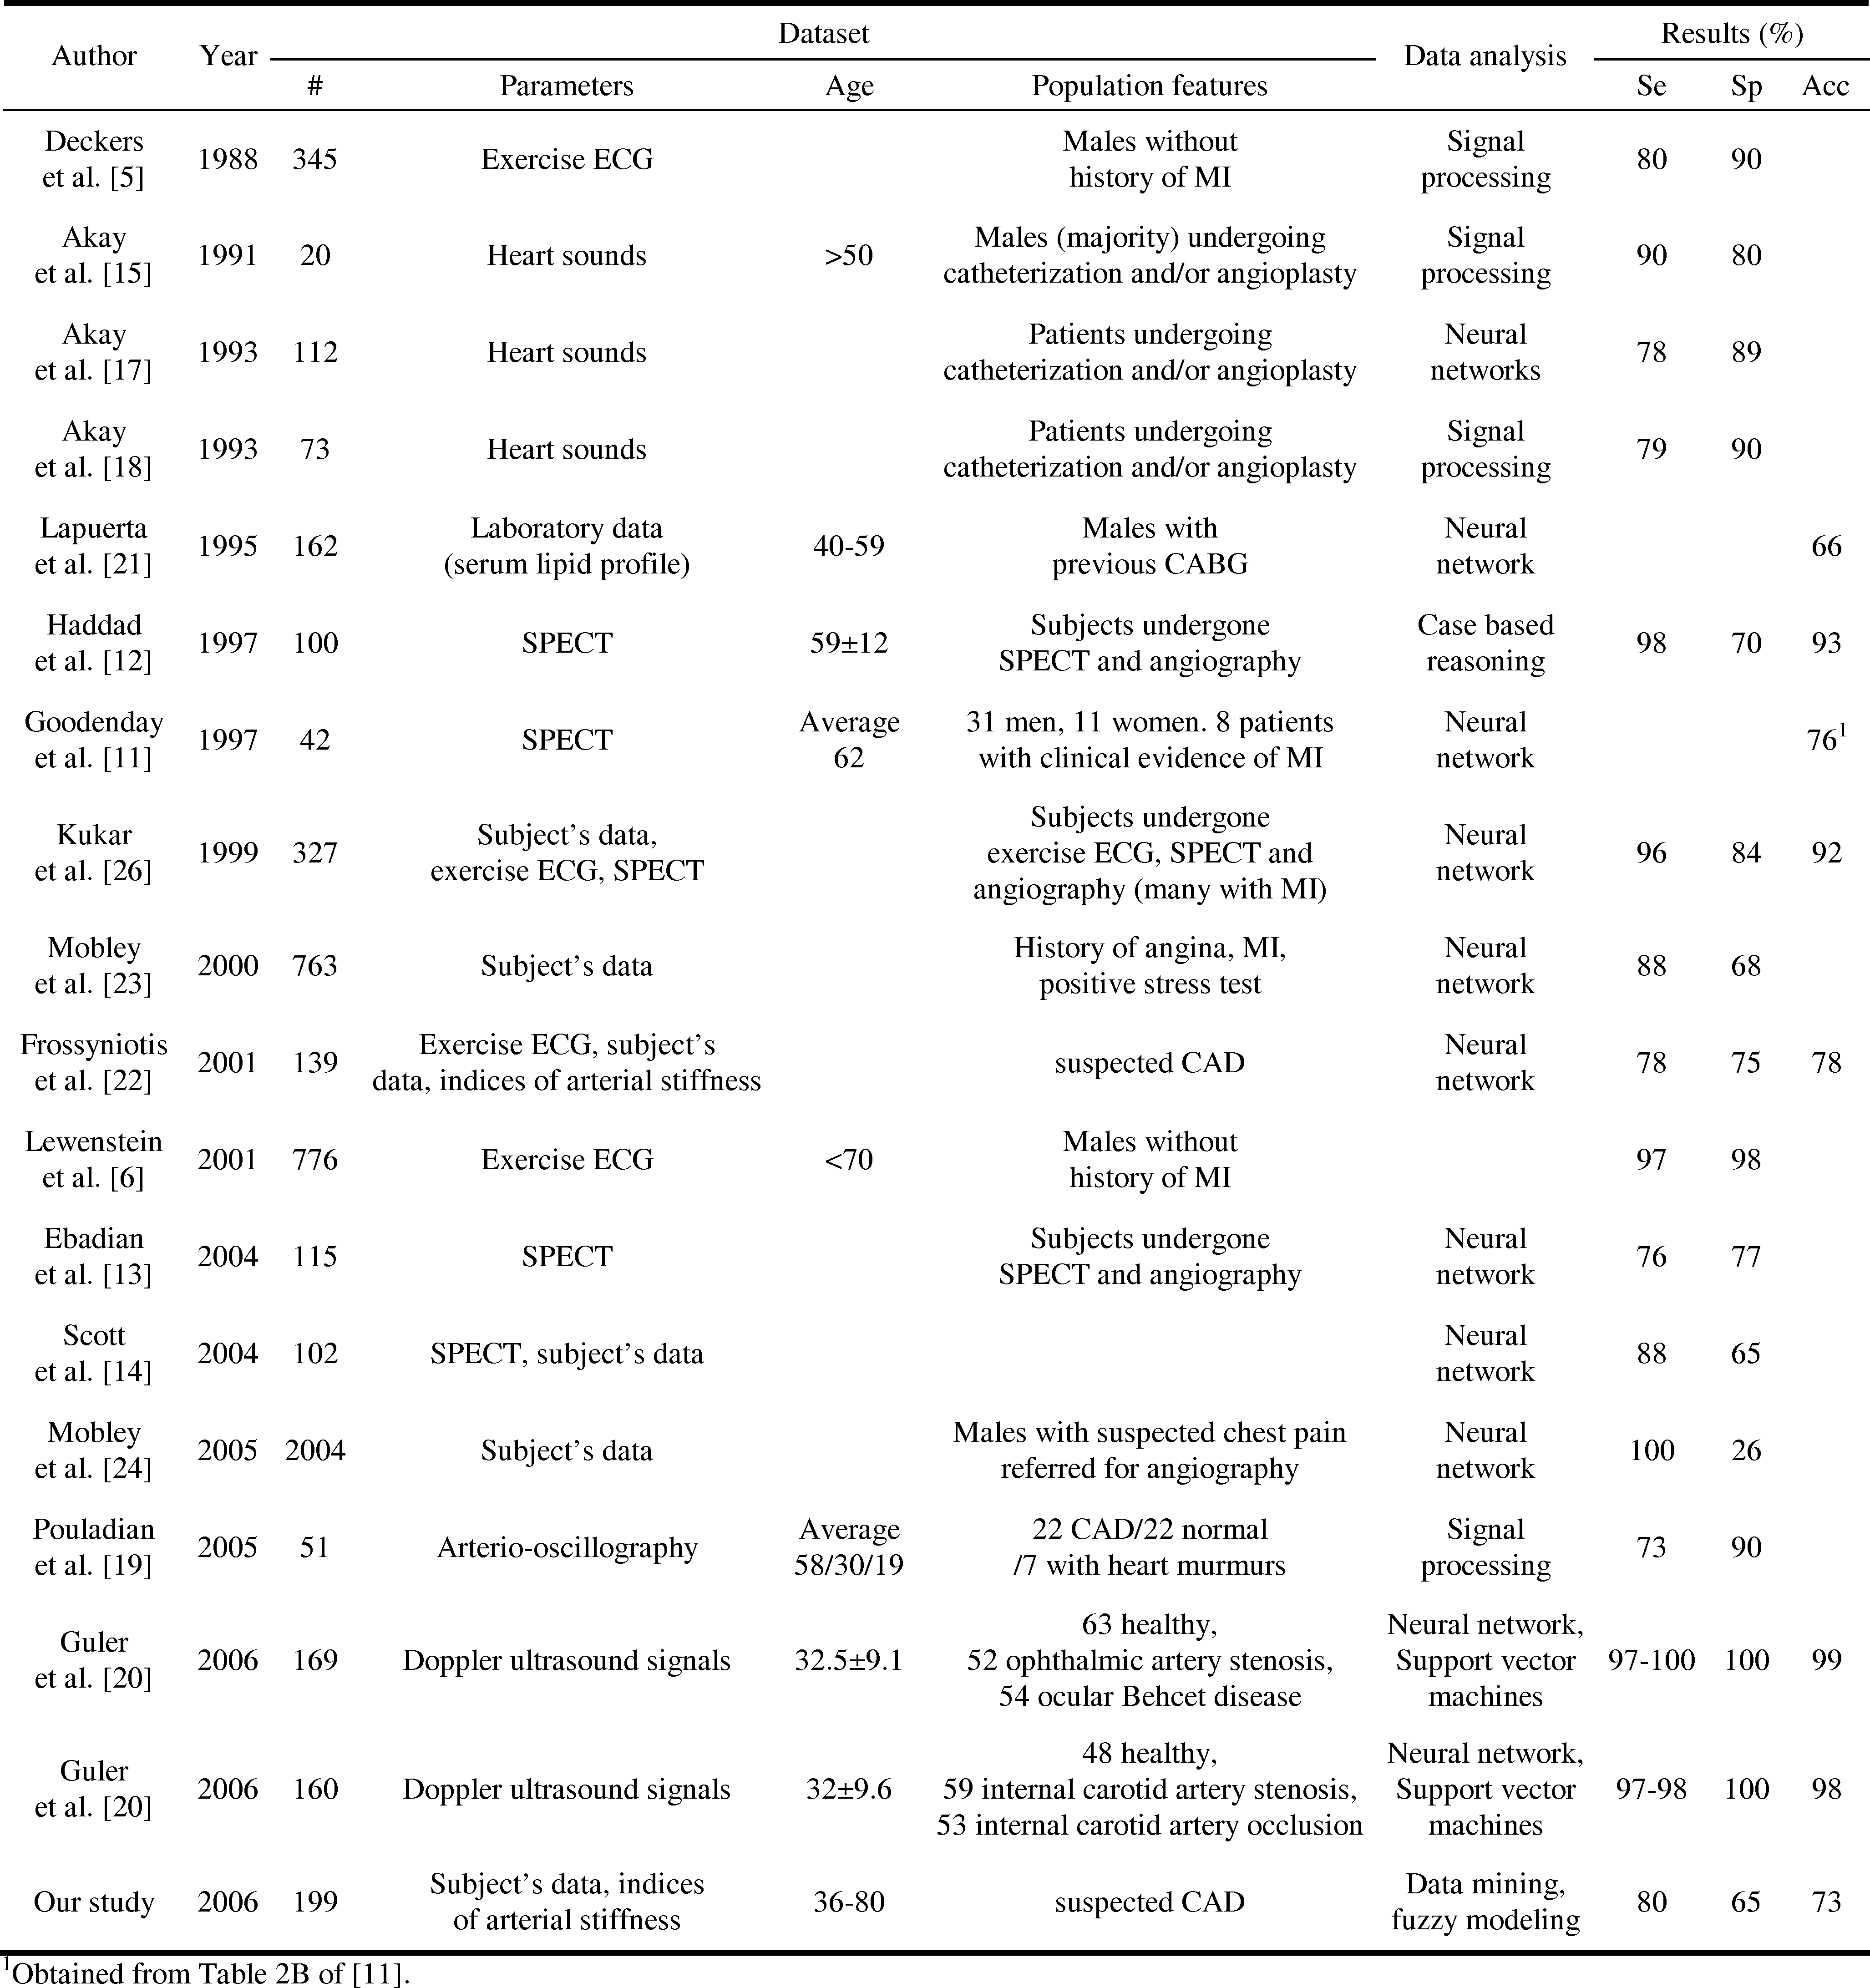 Author Year Dataset Data analysis Results (%)
# Parameters Age Population features Se Sp Acc
Deckers Males without Signal
et al. [5] 1988 345 Exercise ECG history of MI processing 80 90
Akay Males (majority) undergoing Signal
et al. [15] 1991 20 Heart sounds >50 catheterization and/or angioplasty processing 90 80
Akay Patients undergoing Neural
et al. [17] 1993 112 Heart sounds catheterization and/or angioplasty networks 78 89
Akay Patients undergoing Signal
et al. [18] 1993 73 Heart sounds catheterization and/or angioplasty processing 79 90
Lapuerta Laboratory data Males with Neural
et al. [21] 1995 162 (serum lipid profile) 40-59 previous CABG network 66
Haddad Subjects undergone Case based
et al. [12] 1997 100 SPECT 59±12 SPECT and angiography reasoning 98 70 93
Goodenday Average 31 men, 11 women. 8 patients Neural
et al. [11] 1997 42 SPECT 62 with clinical evidence of MI network 76¹
Subjects undergone
Kukar Subject’s data, exercise ECG, SPECT and Neural
et al. [26] 1999 327 exercise ECG, SPECT angiography (many with MI) network 96 84 92
Mobley History of angina, MI, Neural
et al. [23] 2000 763 Subject’s data positive stress test network 88 68
Frossyniotis Exercise ECG, subject’s Neural
et al. [22] 2001 139 data, indices of arterial stiffness suspected CAD network 78 75 78
Lewenstein Males without
et al. [6] 2001 776 Exercise ECG <70 history of MI 97 98
Ebadian Subjects undergone Neural
et al. [13] 2004 115 SPECT SPECT and angiography network 76 77
Scott Neural
et al. [14] 2004 102 SPECT, subject’s data network 88 65
Mobley Males with suspected chest pain Neural
et al. [24] 2005 2004 Subject’s data referred for angiography network 100 26
Pouladian Average 22 CAD/22 normal Signal
et al. [19] 2005 51 Arterio-oscillography 58/30/19 /7 with heart murmurs processing 73 90
63 healthy, Neural network,
Guler 2006 169 Doppler ultrasound signals 32.5±9.1 52 ophthalmic artery stenosis, Support vector 97-100 100 99
et al. [20] 54 ocular Behcet disease machines
48 healthy, Neural network,
Guler 2006 160 Doppler ultrasound signals 32±9.6 59 internal carotid artery stenosis, Support vector 97-98 100 98
et al. [20] 53 internal carotid artery occlusion machines
Subject’s data, indices Data mining,
Our study 2006 199 of arterial stiffness 36-80 suspected CAD fuzzy modeling 80 65 73
¹Obtained from Table 2B of [11].